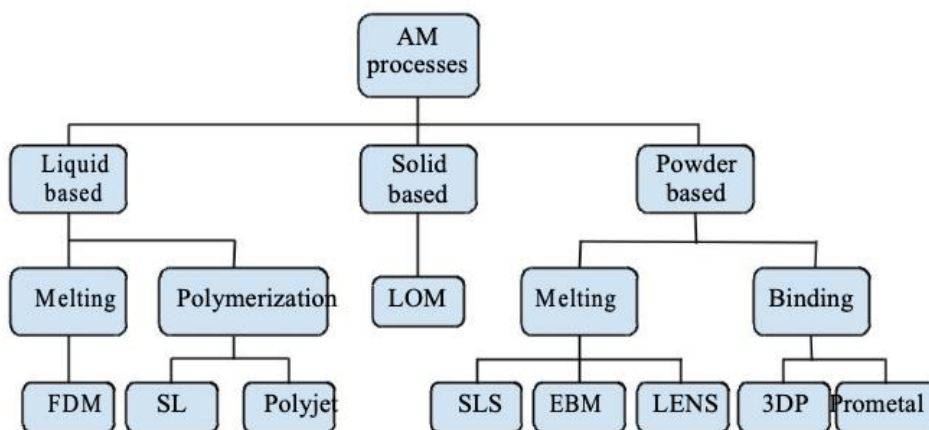 AM
processes
Liquid
based
Solid
based
Powder
based
Melting
Polymerization
LOM
Melting
Binding
FDM
SL
Polyjet
SLS
EBM
LENS
3DP
Prometal